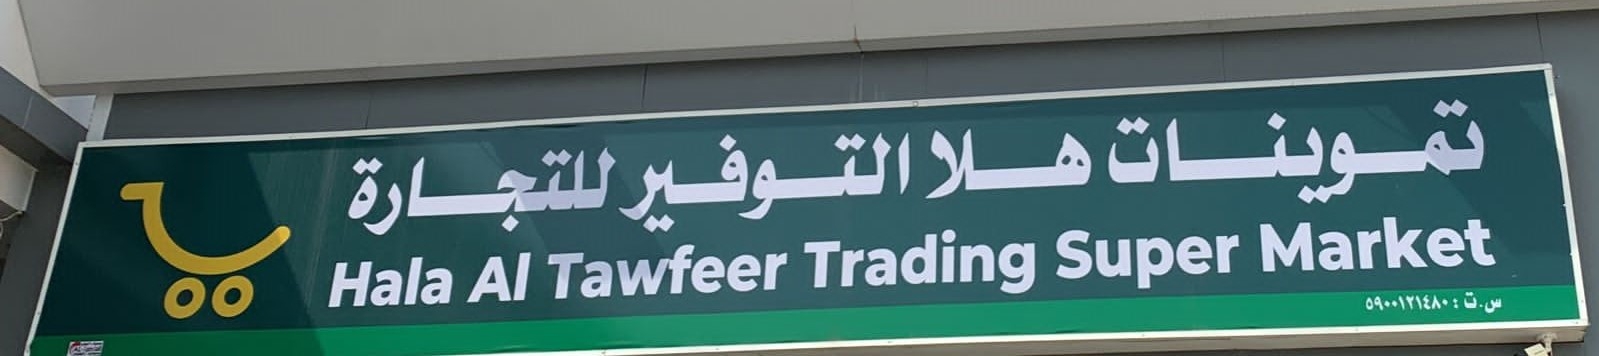 تموينات هلا التوفير للتجارة
Hala Al Tawfeer Trading Super Market
س.ت : ٥٩٠٠١٢١٤٨٠